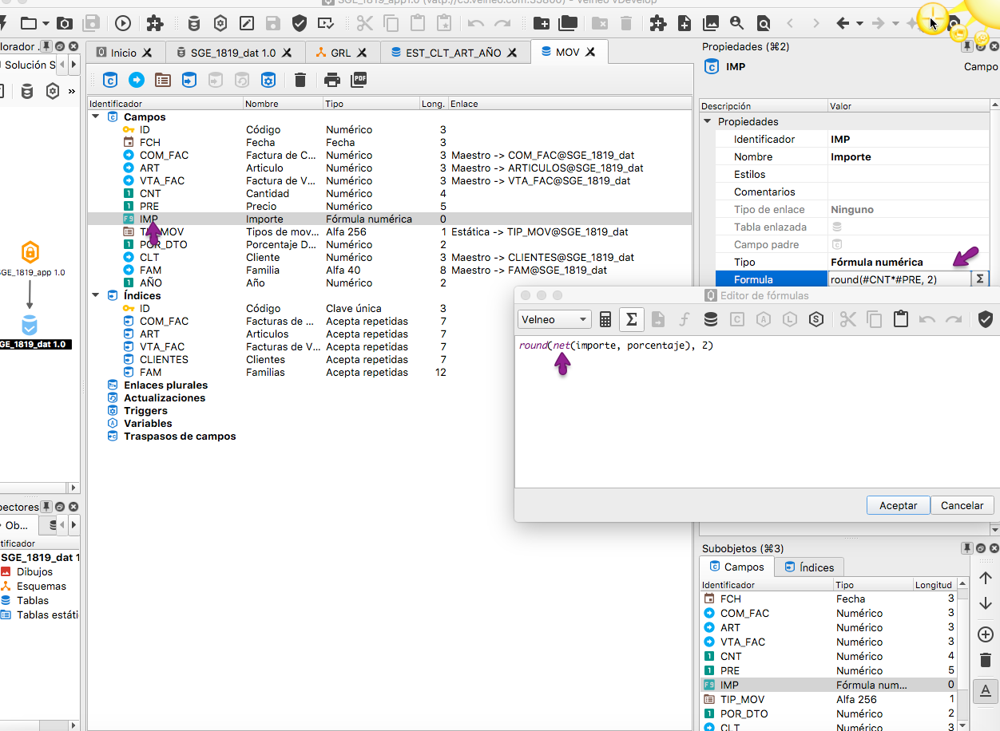 SGE_1819_app1.0 (vatp://c5.velneo.com:35800) - Velneo vDevelop
Solución S
»
Inicio
SGE_1819_dat 1.0
GRL
EST_CLT_ART_AÑO
MOV
PDF
Identificador Nombre Tipo Long. Enlace
Campos
ID Código Numérico 3
FCH Fecha Fecha 3
COM_FAC Factura de C... Numérico 3 Maestro -> COM_FAC@SGE_1819_dat
ART Articulo Numérico 3 Maestro -> ARTICULOS@SGE_1819_dat
VTA_FAC Factura de V... Numérico 3 Maestro -> VTA_FAC@SGE_1819_dat
CNT Cantidad Numérico 4
PRE Precio Numérico 5
IMP Importe Fórmula numérica 0
TIP_MOV Tipos de mov... Alfa 256 1 Estática -> TIP_MOV@SGE_1819_dat
POR_DTO Porcentaje D... Numérico 2
CLT Cliente Numérico 3 Maestro -> CLIENTES@SGE_1819_dat
FAM Familia Alfa 40 8 Maestro -> FAM@SGE_1819_dat
AÑO Año Numérico 2
Índices
ID Código Clave única 3
COM_FAC Facturas de ... Acepta repetidas 7
ART Articulos Acepta repetidas 7
VTA_FAC Facturas de V... Acepta repetidas 7
CLIENTES Clientes Acepta repetidas 7
FAM Familias Acepta repetidas 12
Enlaces plurales
Actualizaciones
Triggers
Variables
Traspasos de campos
SGE_1819_app 1.0
GE_1819_dat 1.0
Ob...
SGE_1819_dat 1
Dibujos
Esquemas
Tablas
Tablas estáti
Propiedades (⌘2)
IMP Campo
Descripción Valor
Propiedades
Identificador IMP
Nombre Importe
Estilos
Comentarios
Tipo de enlace Ninguno
Tabla enlazada
Campo padre
Tipo Fórmula numérica
Formula round(#CNT*#PRE, 2) Σ
Editor de fórmulas
Velneo
round(net(importe, porcentaje), 2)
Aceptar Cancelar
Subobjetos (⌘3)
Campos Índices
Identificador Tipo Longitud
FCH Fecha 3
COM_FAC Numérico 3
ART Numérico 3
VTA_FAC Numérico 3
CNT Numérico 4
PRE Numérico 5
IMP Fórmula num... 0
TIP_MOV Alfa 256 1
POR_DTO Numérico 2
CLT Numérico 3